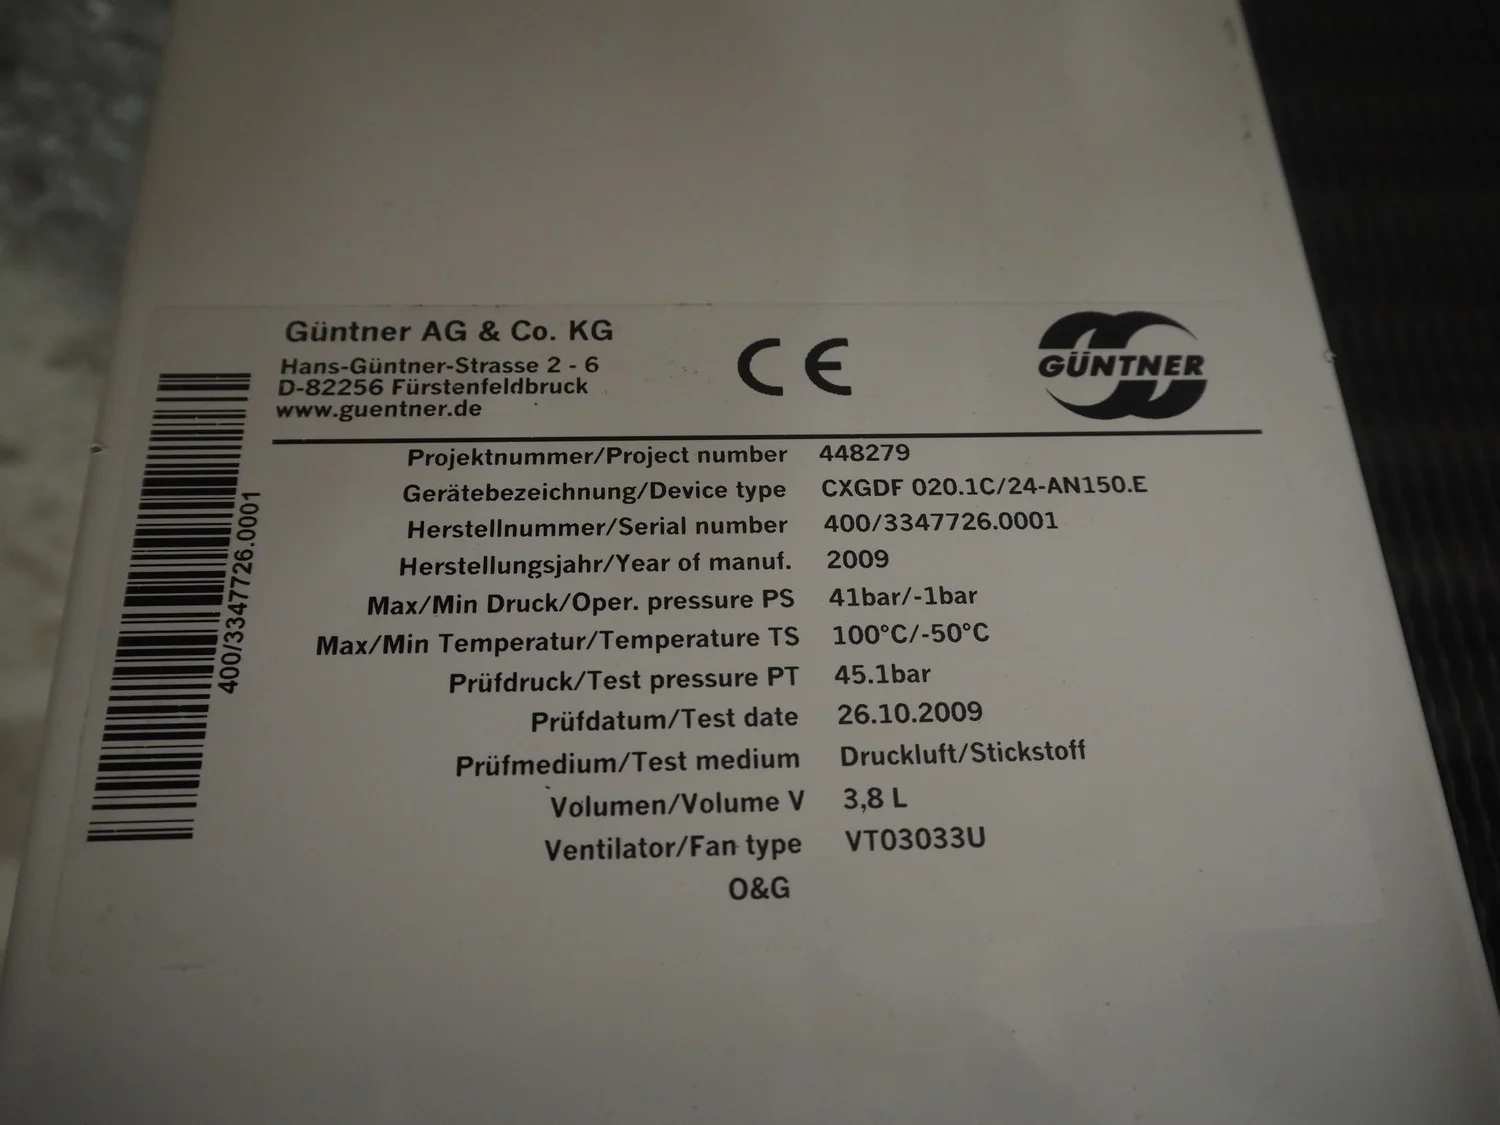 Güntner AG & Co. KG
Hans-Güntner-Strasse 2 - 6
D-82256 Fürstenfeldbruck
www.guentner.de
CE
GÜNTNER
Projektnummer/Project number 448279
Gerätebezeichnung/Device type CXGDF 020.1C/24-AN150.E
Herstellnummer/Serial number 400/3347726.0001
Herstellungsjahr/Year of manuf. 2009
Max/Min Druck/Oper. pressure PS 41bar/-1bar
Max/Min Temperatur/Temperature TS 100°C/-50°C
Prüfdruck/Test pressure PT 45.1bar
Prüfdatum/Test date 26.10.2009
Prüfmedium/Test medium Druckluft/Stickstoff
Volumen/Volume V 3,8 L
Ventilator/Fan type VT03033U
O&G
400/3347726.0001